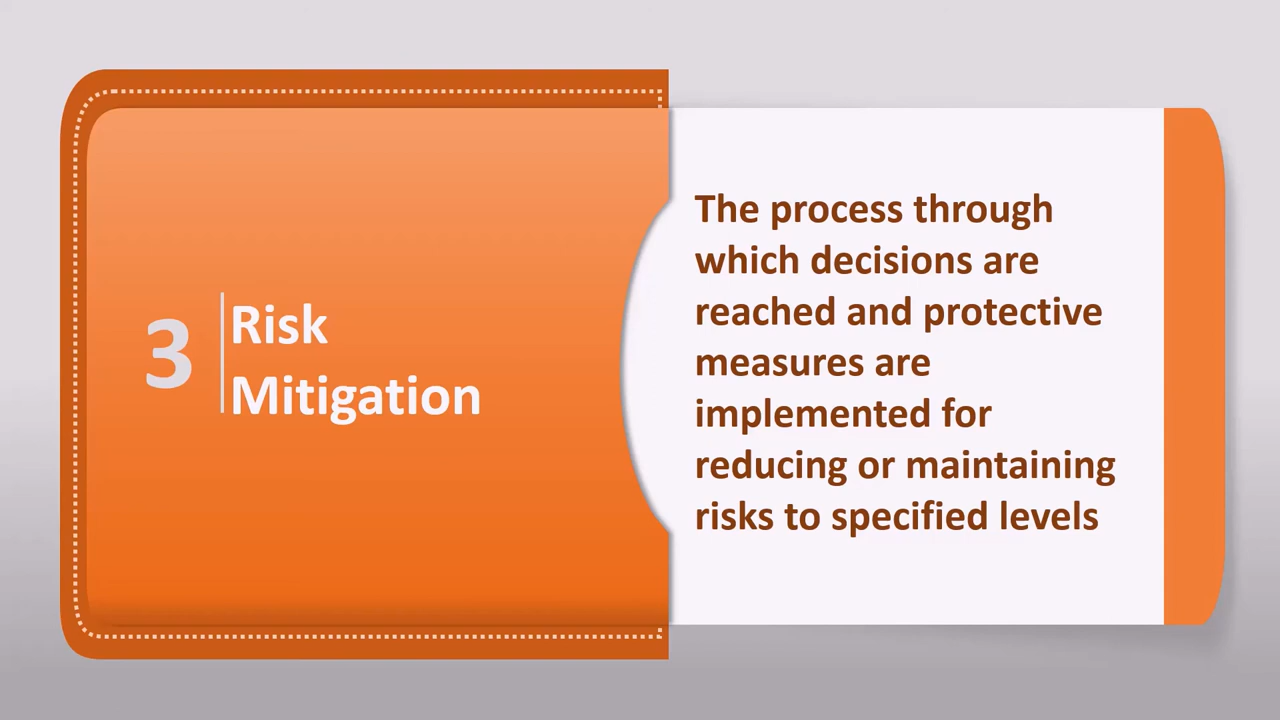 3
Risk
Mitigation
The process through
which decisions are
reached and protective
measures are
implemented for
reducing or maintaining
risks to specified levels